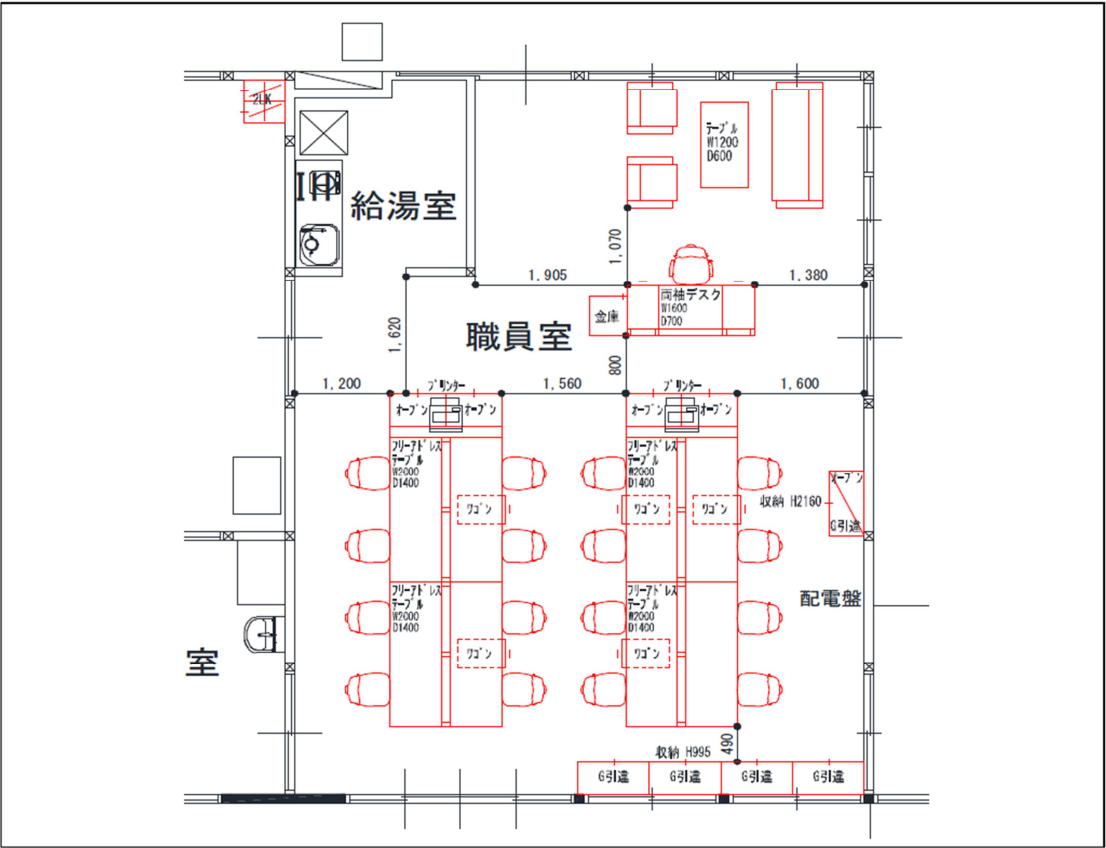 2LK
テーブル
W1200
D600
IH
給湯室
1,070
1,905
1,380
両袖デスク
W1600
D700
金庫
職員室
1,620
800
1,200
プリンター
1,560
プリンター
1,600
オープン
オープン
オープン
オープン
フリーアドレス
テーブル
W2000
D1400
フリーアドレス
テーブル
W2000
D1400
オープン
収納 H2160
G引違
ワゴン
ワゴン
ワゴン
フリーアドレス
テーブル
W2000
D1400
フリーアドレス
テーブル
W2000
D1400
配電盤
ワゴン
ワゴン
室
490
収納 H995
G引違
G引違
G引違
G引違